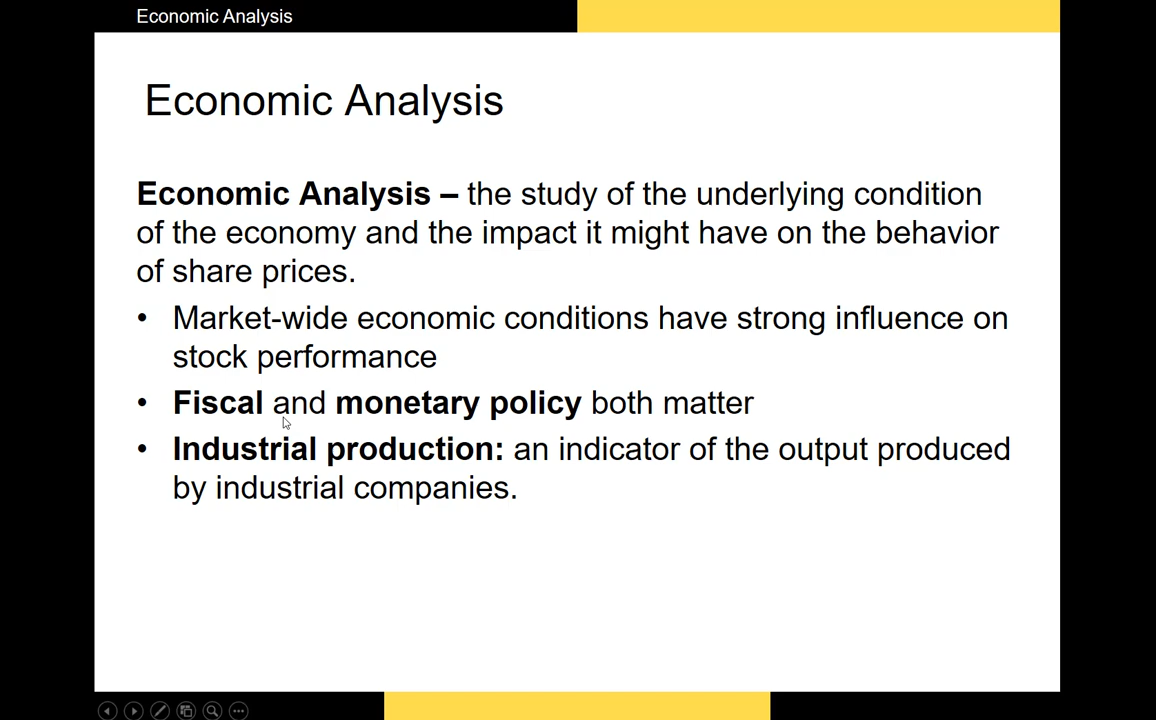 Economic Analysis
Economic Analysis
Economic Analysis – the study of the underlying condition
of the economy and the impact it might have on the behavior
of share prices.
• Market-wide economic conditions have strong influence on
stock performance
• Fiscal and monetary policy both matter
• Industrial production: an indicator of the output produced
by industrial companies.